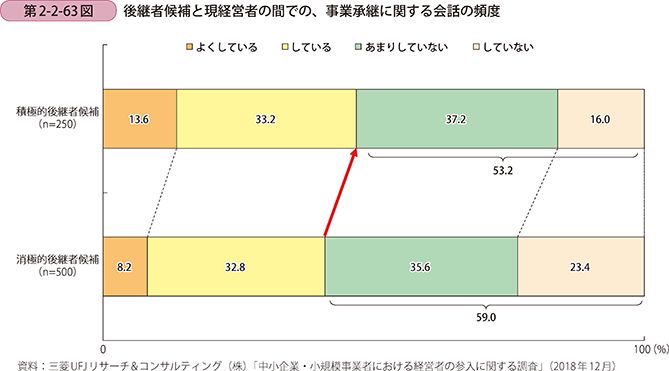 第2-2-63図 後継者候補と現経営者の間での、事業承継に関する会話の頻度
よくしている している あまりしていない していない
積極的後継者候補
(n=250)
13.6 33.2 37.2 16.0
53.2
消極的後継者候補
(n=500)
8.2 32.8 35.6 23.4
59.0
0 100 (%)
資料：三菱UFJリサーチ&コンサルティング（株）「中小企業・小規模事業者における経営者の参入に関する調査」（2018年12月）